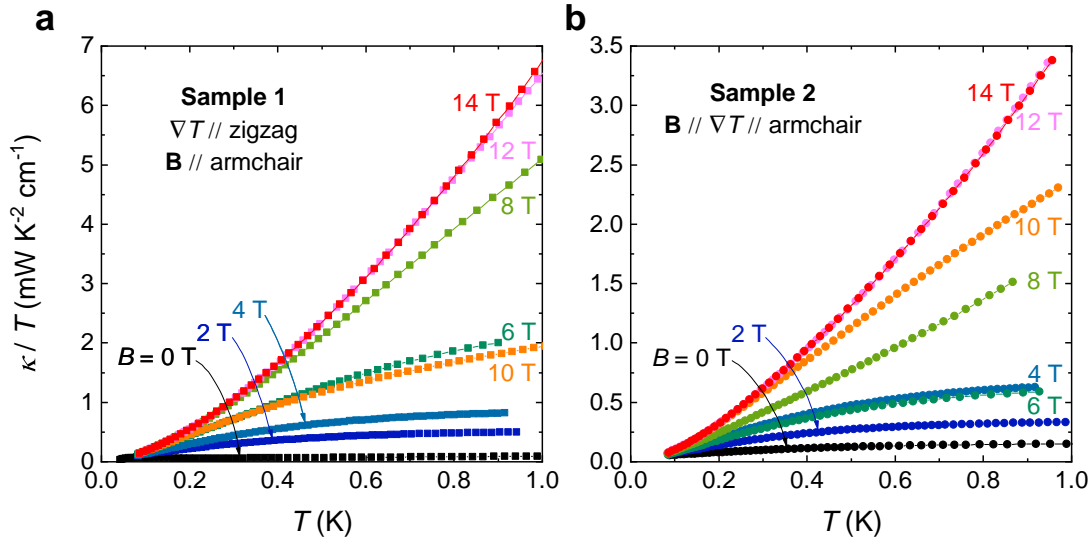 a
κ / T (mW K⁻² cm⁻¹)
7
6
5
4
3
2
1
0
Sample 1
∇T // zigzag
B // armchair
14 T
12 T
8 T
4 T
2 T
B = 0 T
6 T
10 T
0.0 0.2 0.4 0.6 0.8 1.0
T (K)
b
3.5
3.0
2.5
2.0
1.5
1.0
0.5
0.0
Sample 2
B // ∇T // armchair
14 T
12 T
10 T
8 T
2 T
B = 0 T
4 T
6 T
0.0 0.2 0.4 0.6 0.8 1.0
T (K)